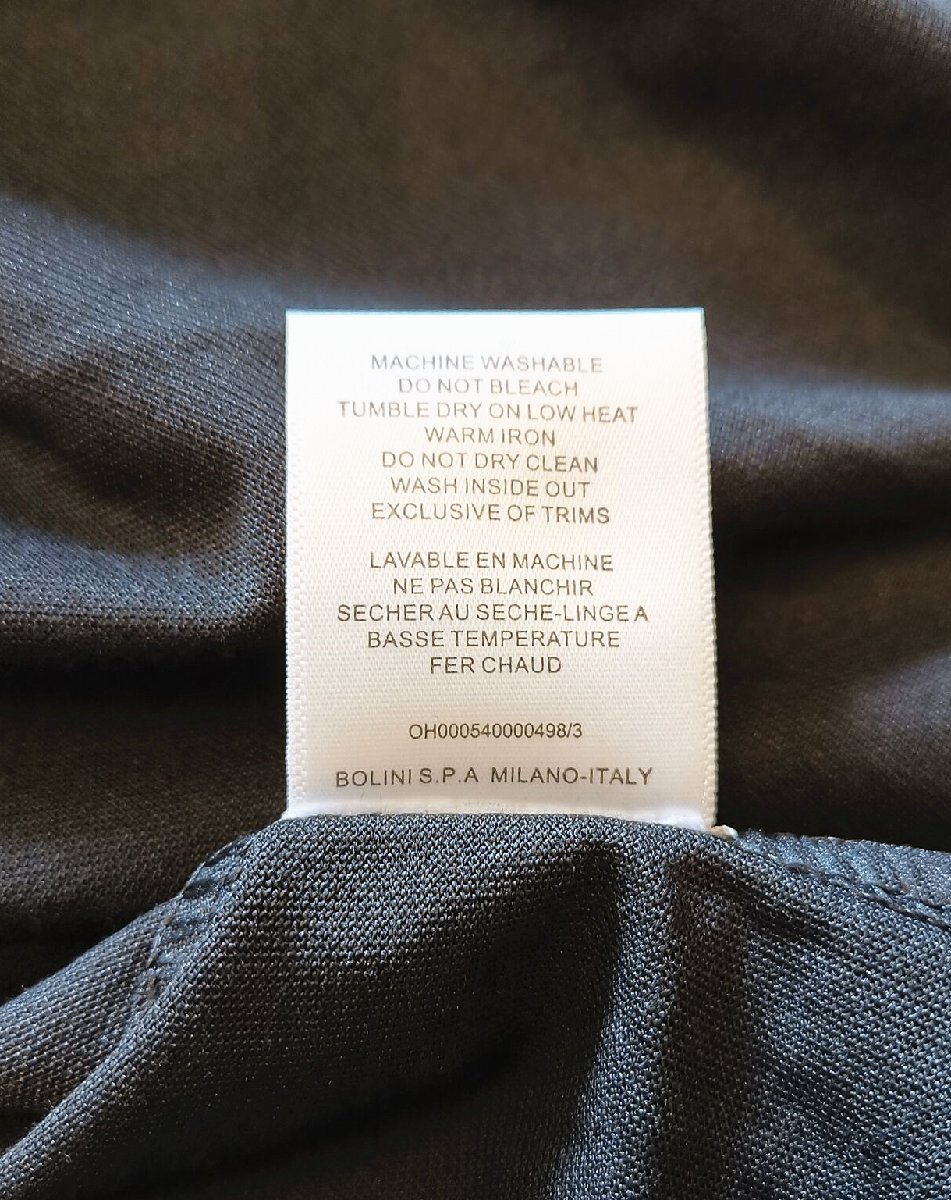 MACHINE WASHABLE
DO NOT BLEACH
TUMBLE DRY ON LOW HEAT
WARM IRON
DO NOT DRY CLEAN
WASH INSIDE OUT
EXCLUSIVE OF TRIMS
LAVABLE EN MACHINE
NE PAS BLANCHIR
SECHER AU SECHE-LINGE A
BASSE TEMPERATURE
FER CHAUD
OH000540000498/3
BOLINI S.P.A MILANO-ITALY